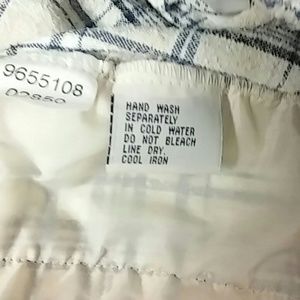 9655108
HAND WASH
SEPARATELY
IN COLD WATER
DO NOT BLEACH
LINE DRY.
COOL IRON